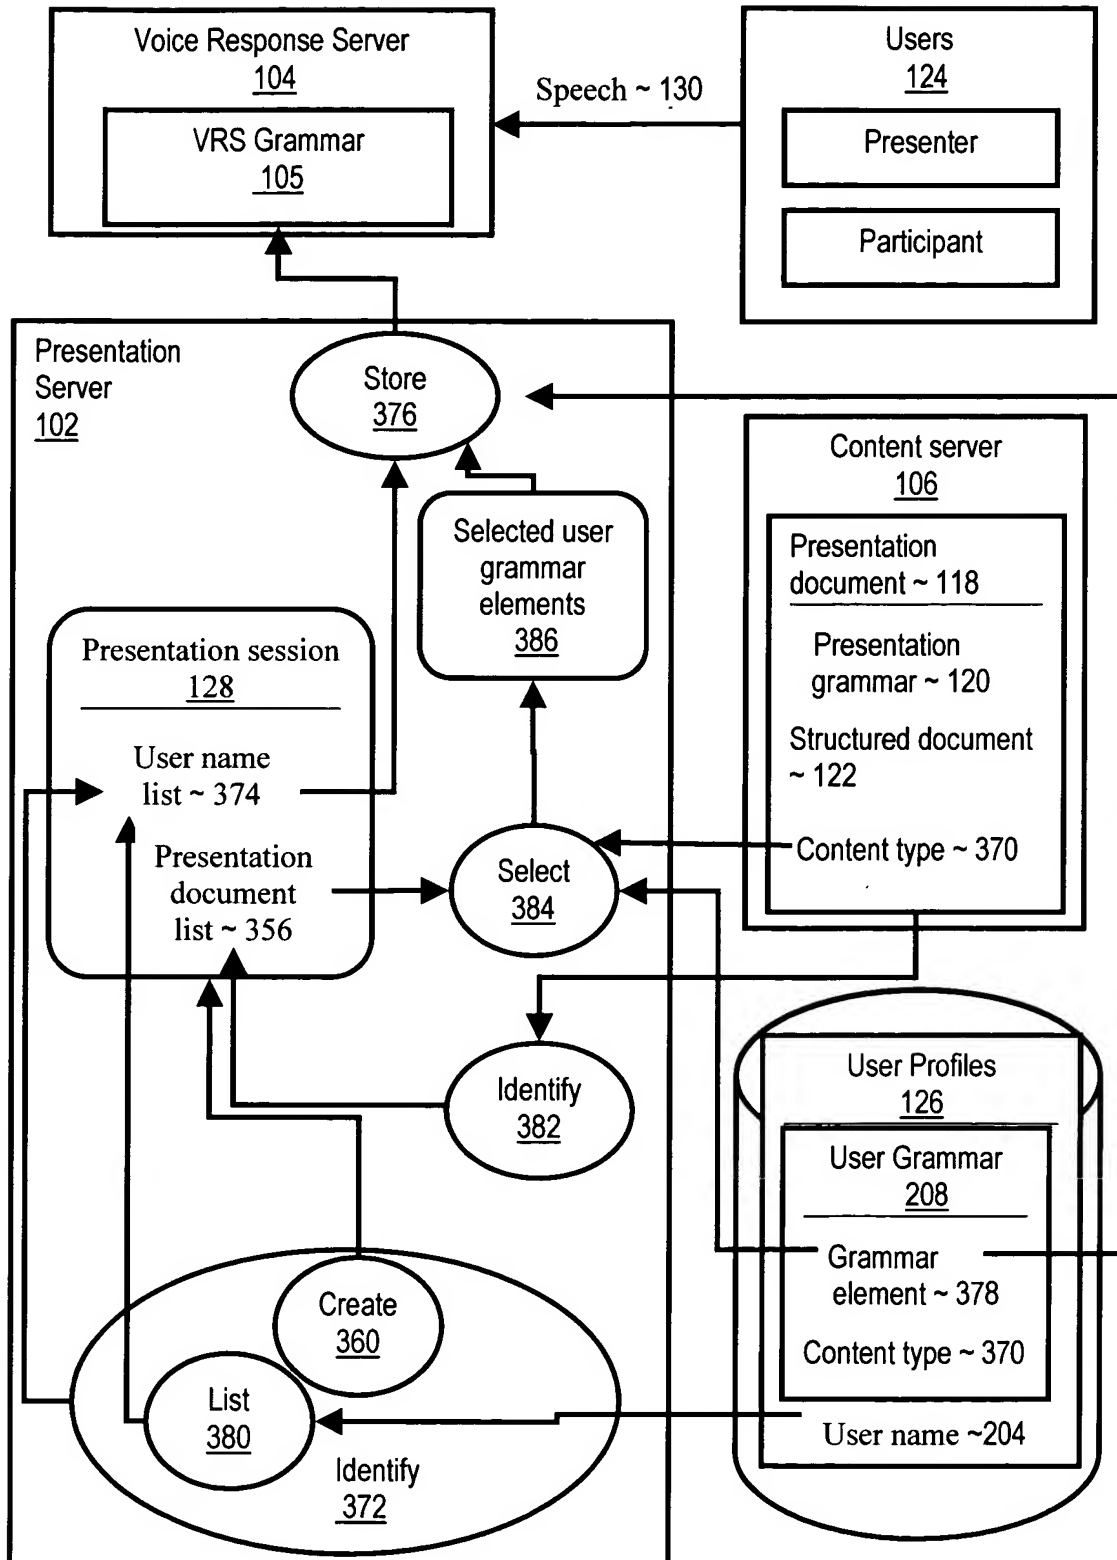 Voice Response Server
104
VRS Grammar
105
Speech ~ 130
Users
124
Presenter
Participant
Presentation
Server
102
Store
376
Selected user
grammar
elements
386
Content server
106
Presentation
document ~ 118
Presentation
grammar ~ 120
Structured document
~ 122
Content type ~ 370
Presentation session
128
User name
list ~ 374
Presentation
document
list ~ 356
Select
384
Identify
382
User Profiles
126
User Grammar
208
Grammar
element ~ 378
Content type ~ 370
User name ~204
Create
360
List
380
Identify
372